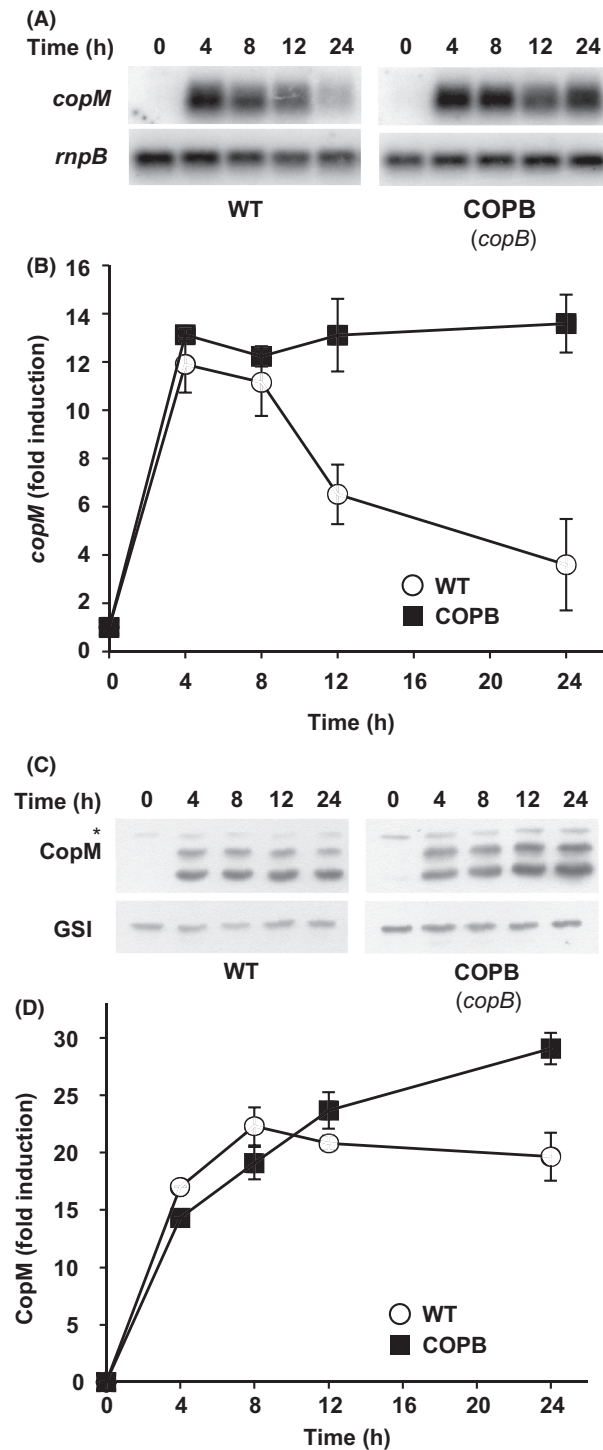 (A)
Time (h) 0 4 8 12 24 0 4 8 12 24
copM
rnpB
WT COPB
(copB)
(B)
16
14
12
10
8
6
4
2
0
copM (fold induction)
WT
COPB
0 4 8 12 16 20 24
Time (h)
(C)
Time (h) 0 4 8 12 24 0 4 8 12 24
*
CopM
GSI
WT COPB
(copB)
(D)
30
25
20
15
10
5
0
CopM (fold induction)
WT
COPB
0 4 8 12 16 20 24
Time (h)